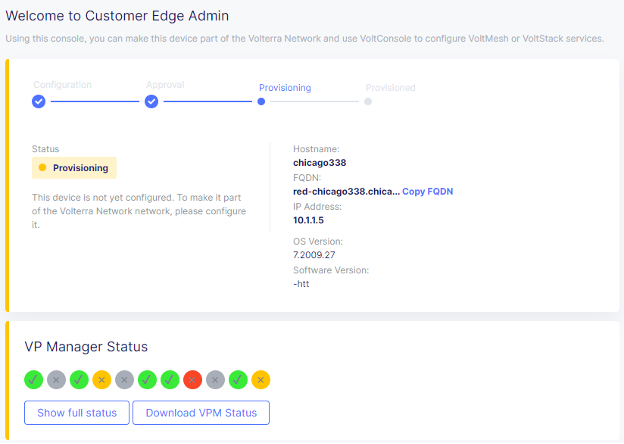 Welcome to Customer Edge Admin
Using this console, you can make this device part of the Volterra Network and use VoltConsole to configure VoltMesh or VoltStack services.
Configuration
Approval
Provisioning
Provisioned
Status
Provisioning
This device is not yet configured. To make it part
of the Volterra Network network, please configure
it.
Hostname:
chicago338
FQDN:
red-chicago338.chica... Copy FQDN
IP Address:
10.1.1.5
OS Version:
7.2009.27
Software Version:
-htt
VP Manager Status
Show full status
Download VPM Status